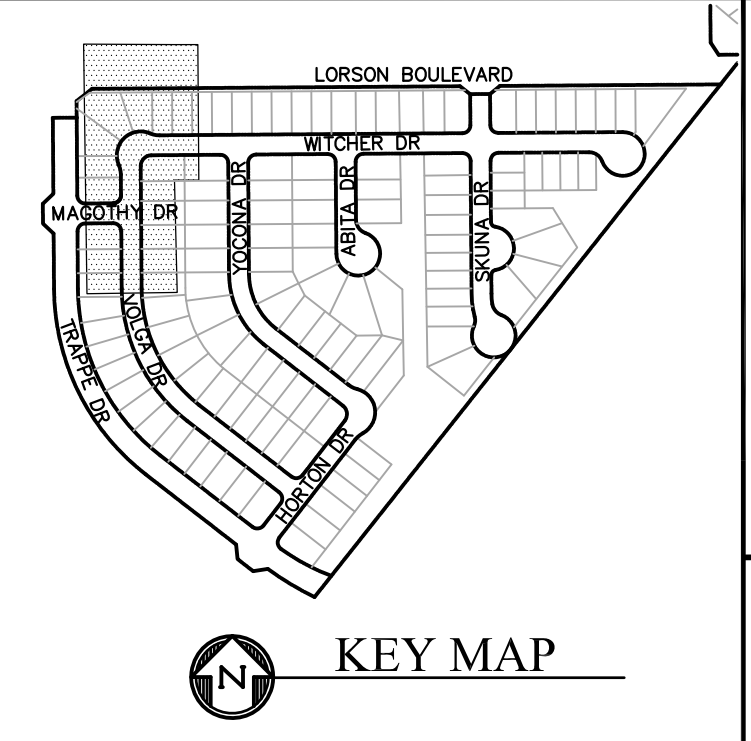 LORSON BOULEVARD
WITCHER DR
MAGOTHY DR
YOCONA DR
ABITA DR
SKUNA DR
VOLGA DR
TRAPPE DR
HORTON DR
N
KEY MAP